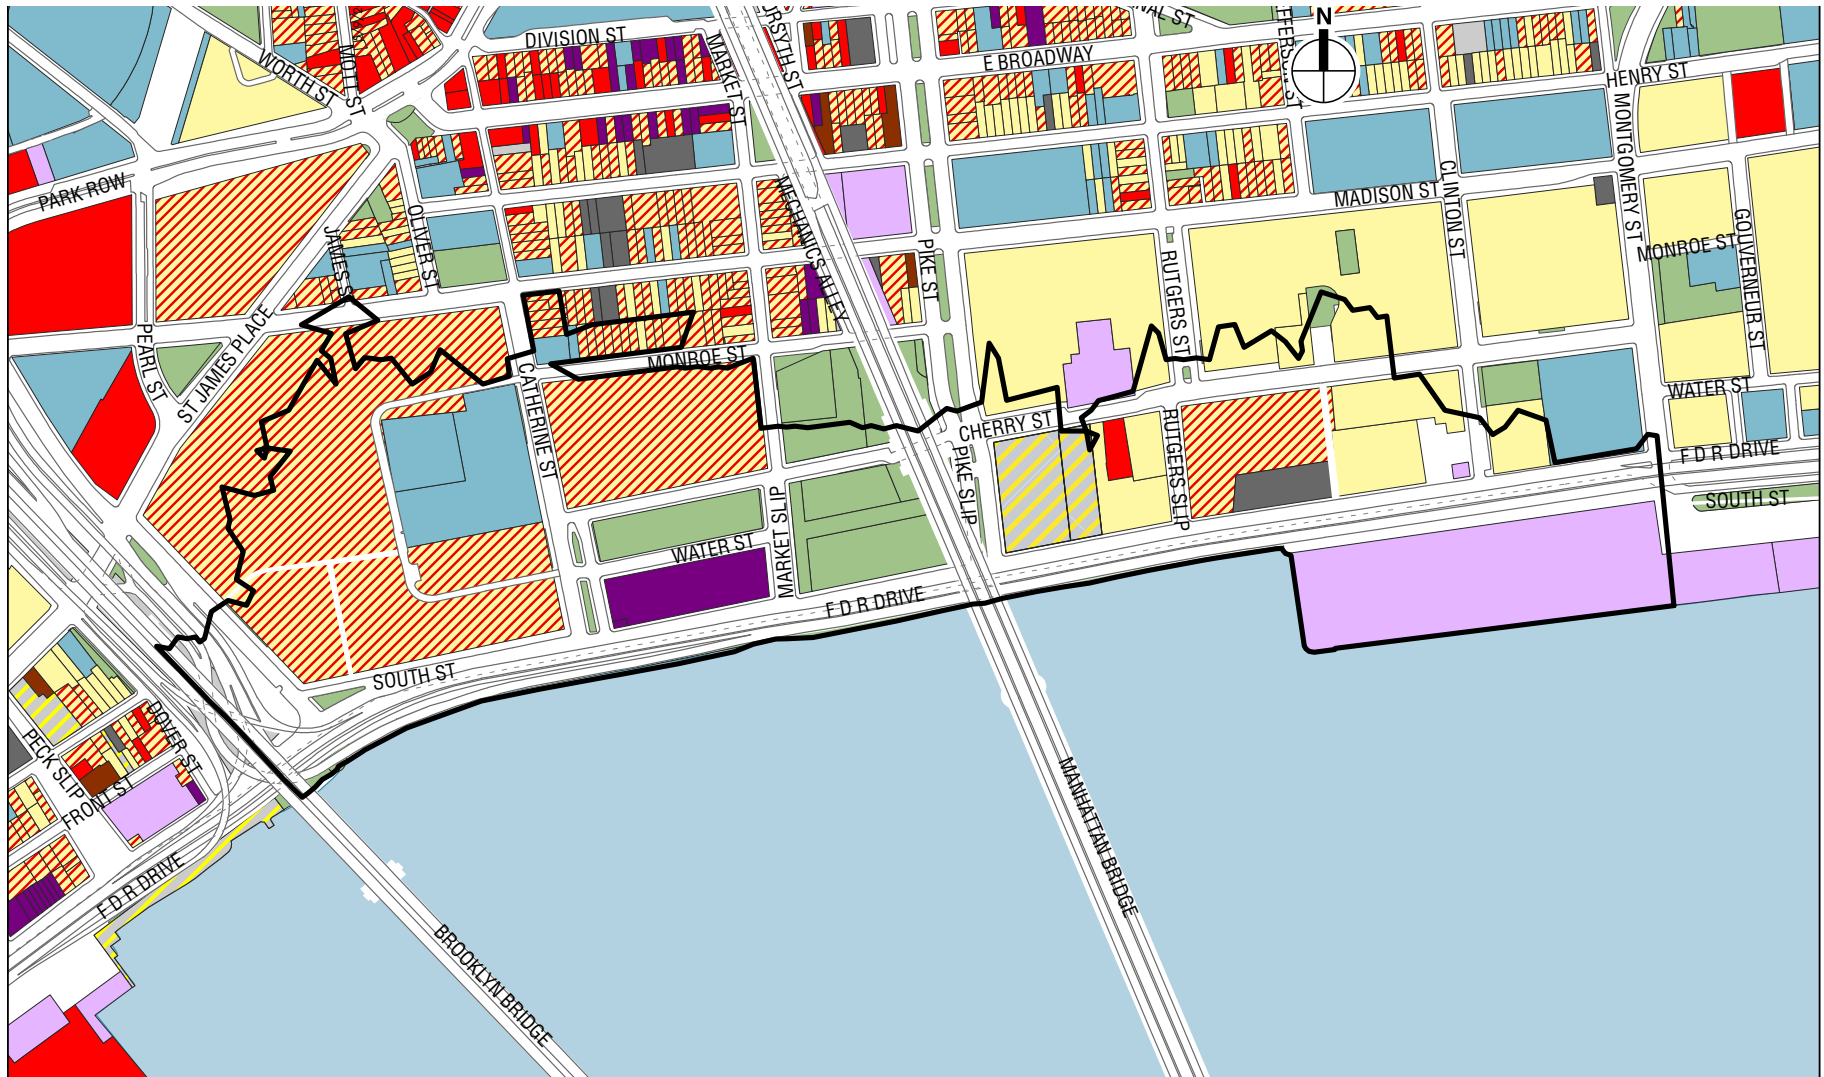 DIVISION ST
MARKET ST
E BROADWAY
N
WORTH ST
MOTT ST
HENRY ST
MONTGOMERY ST
PARK ROW
OLIVER ST
JAMES S
MECHANICS ALLEY
PIKE ST
RUTGERS ST
MADISON ST
CLINTON ST
MONROE ST
GOUVERNEUR ST
PEARL ST
ST JAMES PLACE
CATHERINE ST
MONROE ST
CHERRY ST
WATER ST
RUTGERS SLIP
PIKE SLIP
F D R DRIVE
SOUTH ST
MARKET SLIP
WATER ST
F D R DRIVE
SOUTH ST
DOVER ST
PECK SLIP
FRONT ST
F D R DRIVE
BROOKLYN BRIDGE
MANHATTAN BRIDGE